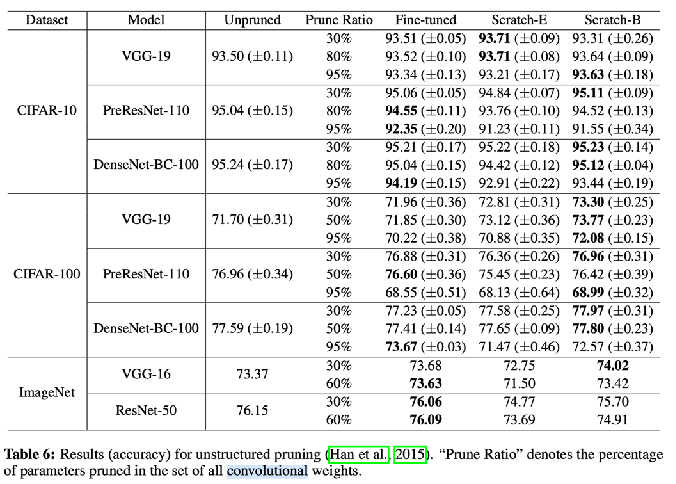 Dataset Model Unpruned Prune Ratio Fine-tuned Scratch-E Scratch-B
CIFAR-10 VGG-19 93.50 (±0.11) 30% 93.51 (±0.05) 93.71 (±0.09) 93.31 (±0.26)
80% 93.52 (±0.10) 93.71 (±0.08) 93.64 (±0.09)
95% 93.34 (±0.13) 93.21 (±0.17) 93.63 (±0.18)
PreResNet-110 95.04 (±0.15) 30% 95.06 (±0.05) 94.84 (±0.07) 95.11 (±0.09)
80% 94.55 (±0.11) 93.76 (±0.10) 94.52 (±0.13)
95% 92.35 (±0.20) 91.23 (±0.11) 91.55 (±0.34)
DenseNet-BC-100 95.24 (±0.17) 30% 95.21 (±0.17) 95.22 (±0.18) 95.23 (±0.14)
80% 95.04 (±0.15) 94.42 (±0.12) 95.12 (±0.04)
95% 94.19 (±0.15) 92.91 (±0.22) 93.44 (±0.19)
CIFAR-100 VGG-19 71.70 (±0.31) 30% 71.96 (±0.36) 72.81 (±0.31) 73.30 (±0.25)
50% 71.85 (±0.30) 73.12 (±0.36) 73.77 (±0.23)
95% 70.22 (±0.38) 70.88 (±0.35) 72.08 (±0.15)
PreResNet-110 76.96 (±0.34) 30% 76.88 (±0.31) 76.36 (±0.26) 76.96 (±0.31)
50% 76.60 (±0.36) 75.45 (±0.23) 76.42 (±0.39)
95% 68.55 (±0.51) 68.13 (±0.64) 68.99 (±0.32)
DenseNet-BC-100 77.59 (±0.19) 30% 77.23 (±0.05) 77.58 (±0.25) 77.97 (±0.31)
50% 77.41 (±0.14) 77.65 (±0.09) 77.80 (±0.23)
95% 73.67 (±0.03) 71.47 (±0.46) 72.57 (±0.37)
ImageNet VGG-16 73.37 30% 73.68 72.75 74.02
60% 73.63 71.50 73.42
ResNet-50 76.15 30% 76.06 74.77 75.70
60% 76.09 73.69 74.91
Table 6: Results (accuracy) for unstructured pruning (Han et al., 2015). “Prune Ratio” denotes the percentage
of parameters pruned in the set of all convolutional weights.